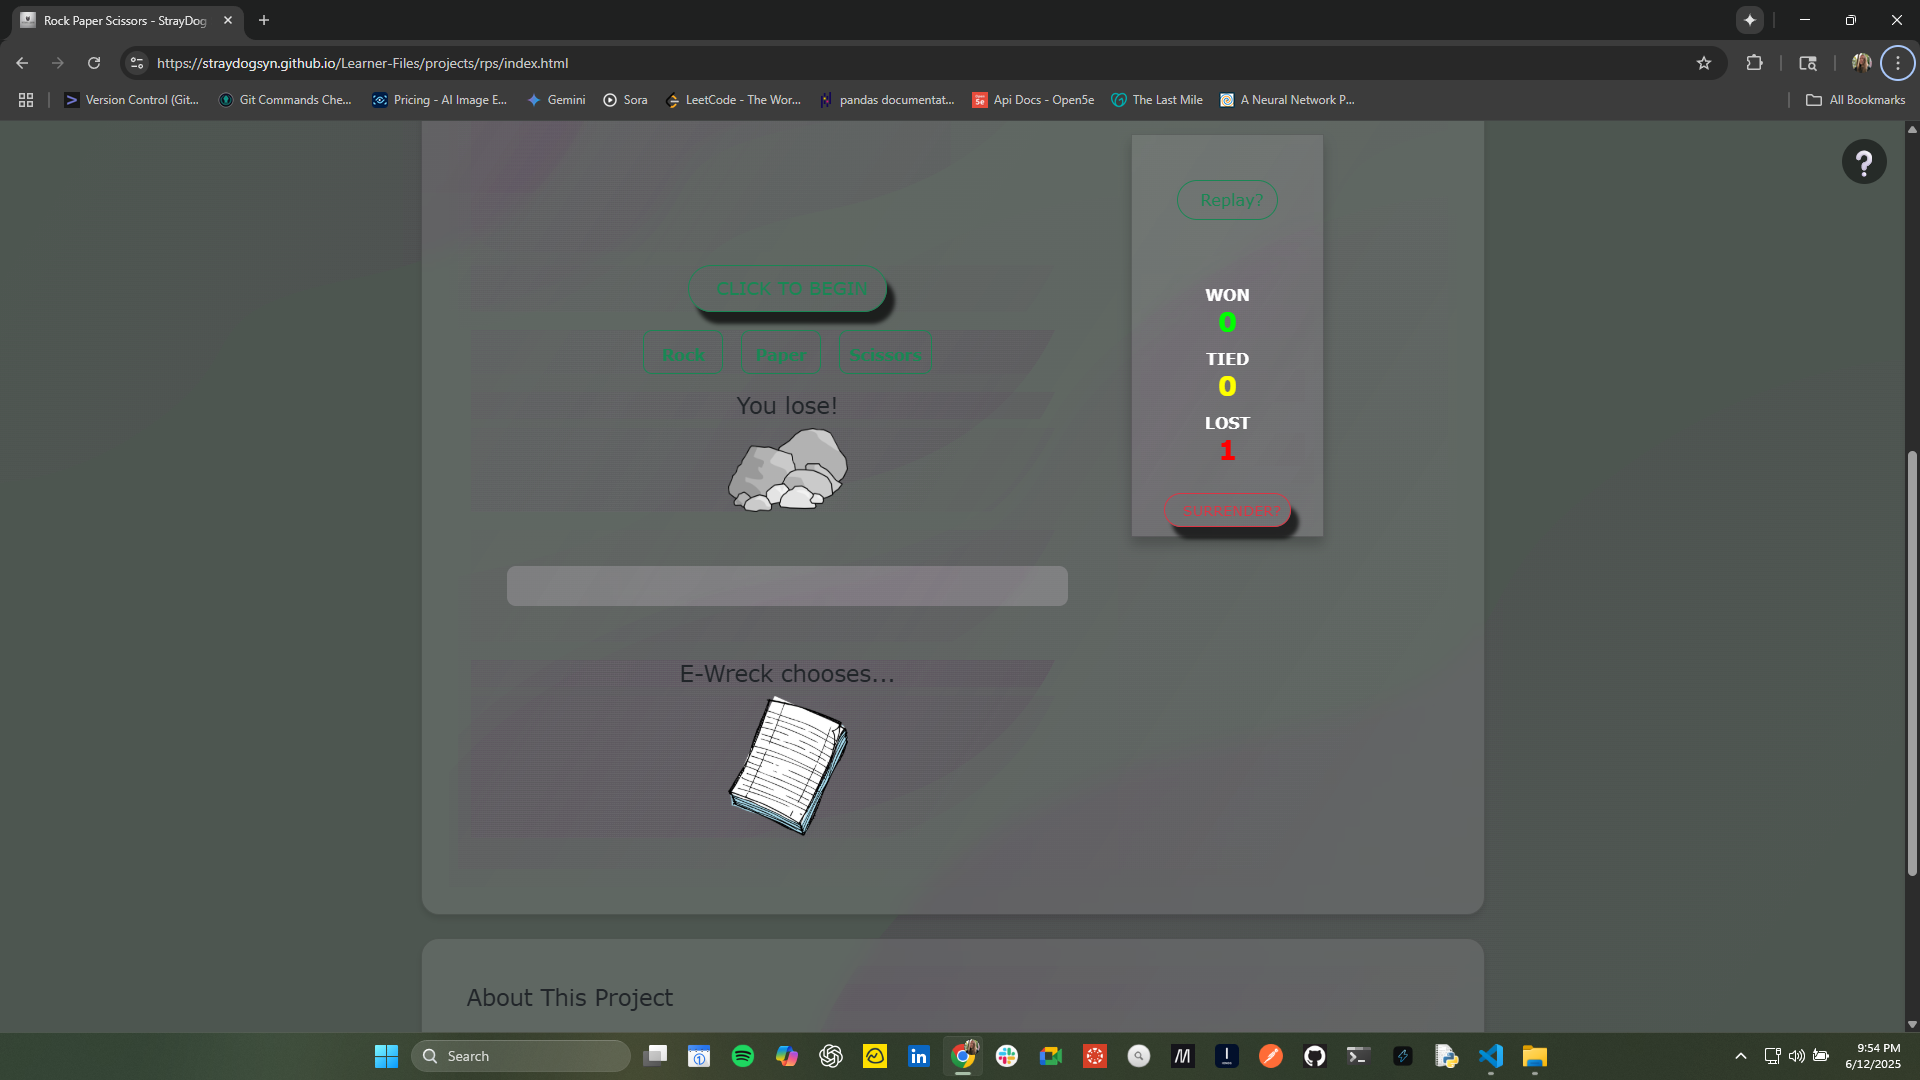 Rock Paper Scissors - StrayDog
https://straydogsyn.github.io/Learner-Files/projects/rps/index.html
Version Control (Git...
Git Commands Che...
Pricing - AI Image E...
Gemini
Sora
LeetCode - The Wor...
pandas documentat...
Api Docs - Open5e
The Last Mile
A Neural Network P...
All Bookmarks
?
Replay?
CLICK TO BEGIN
Rock
Paper
Scissors
You lose!
WON
0
TIED
0
LOST
1
SURRENDER?
E-Wreck chooses...
About This Project
Search
9:54 PM
6/12/2025